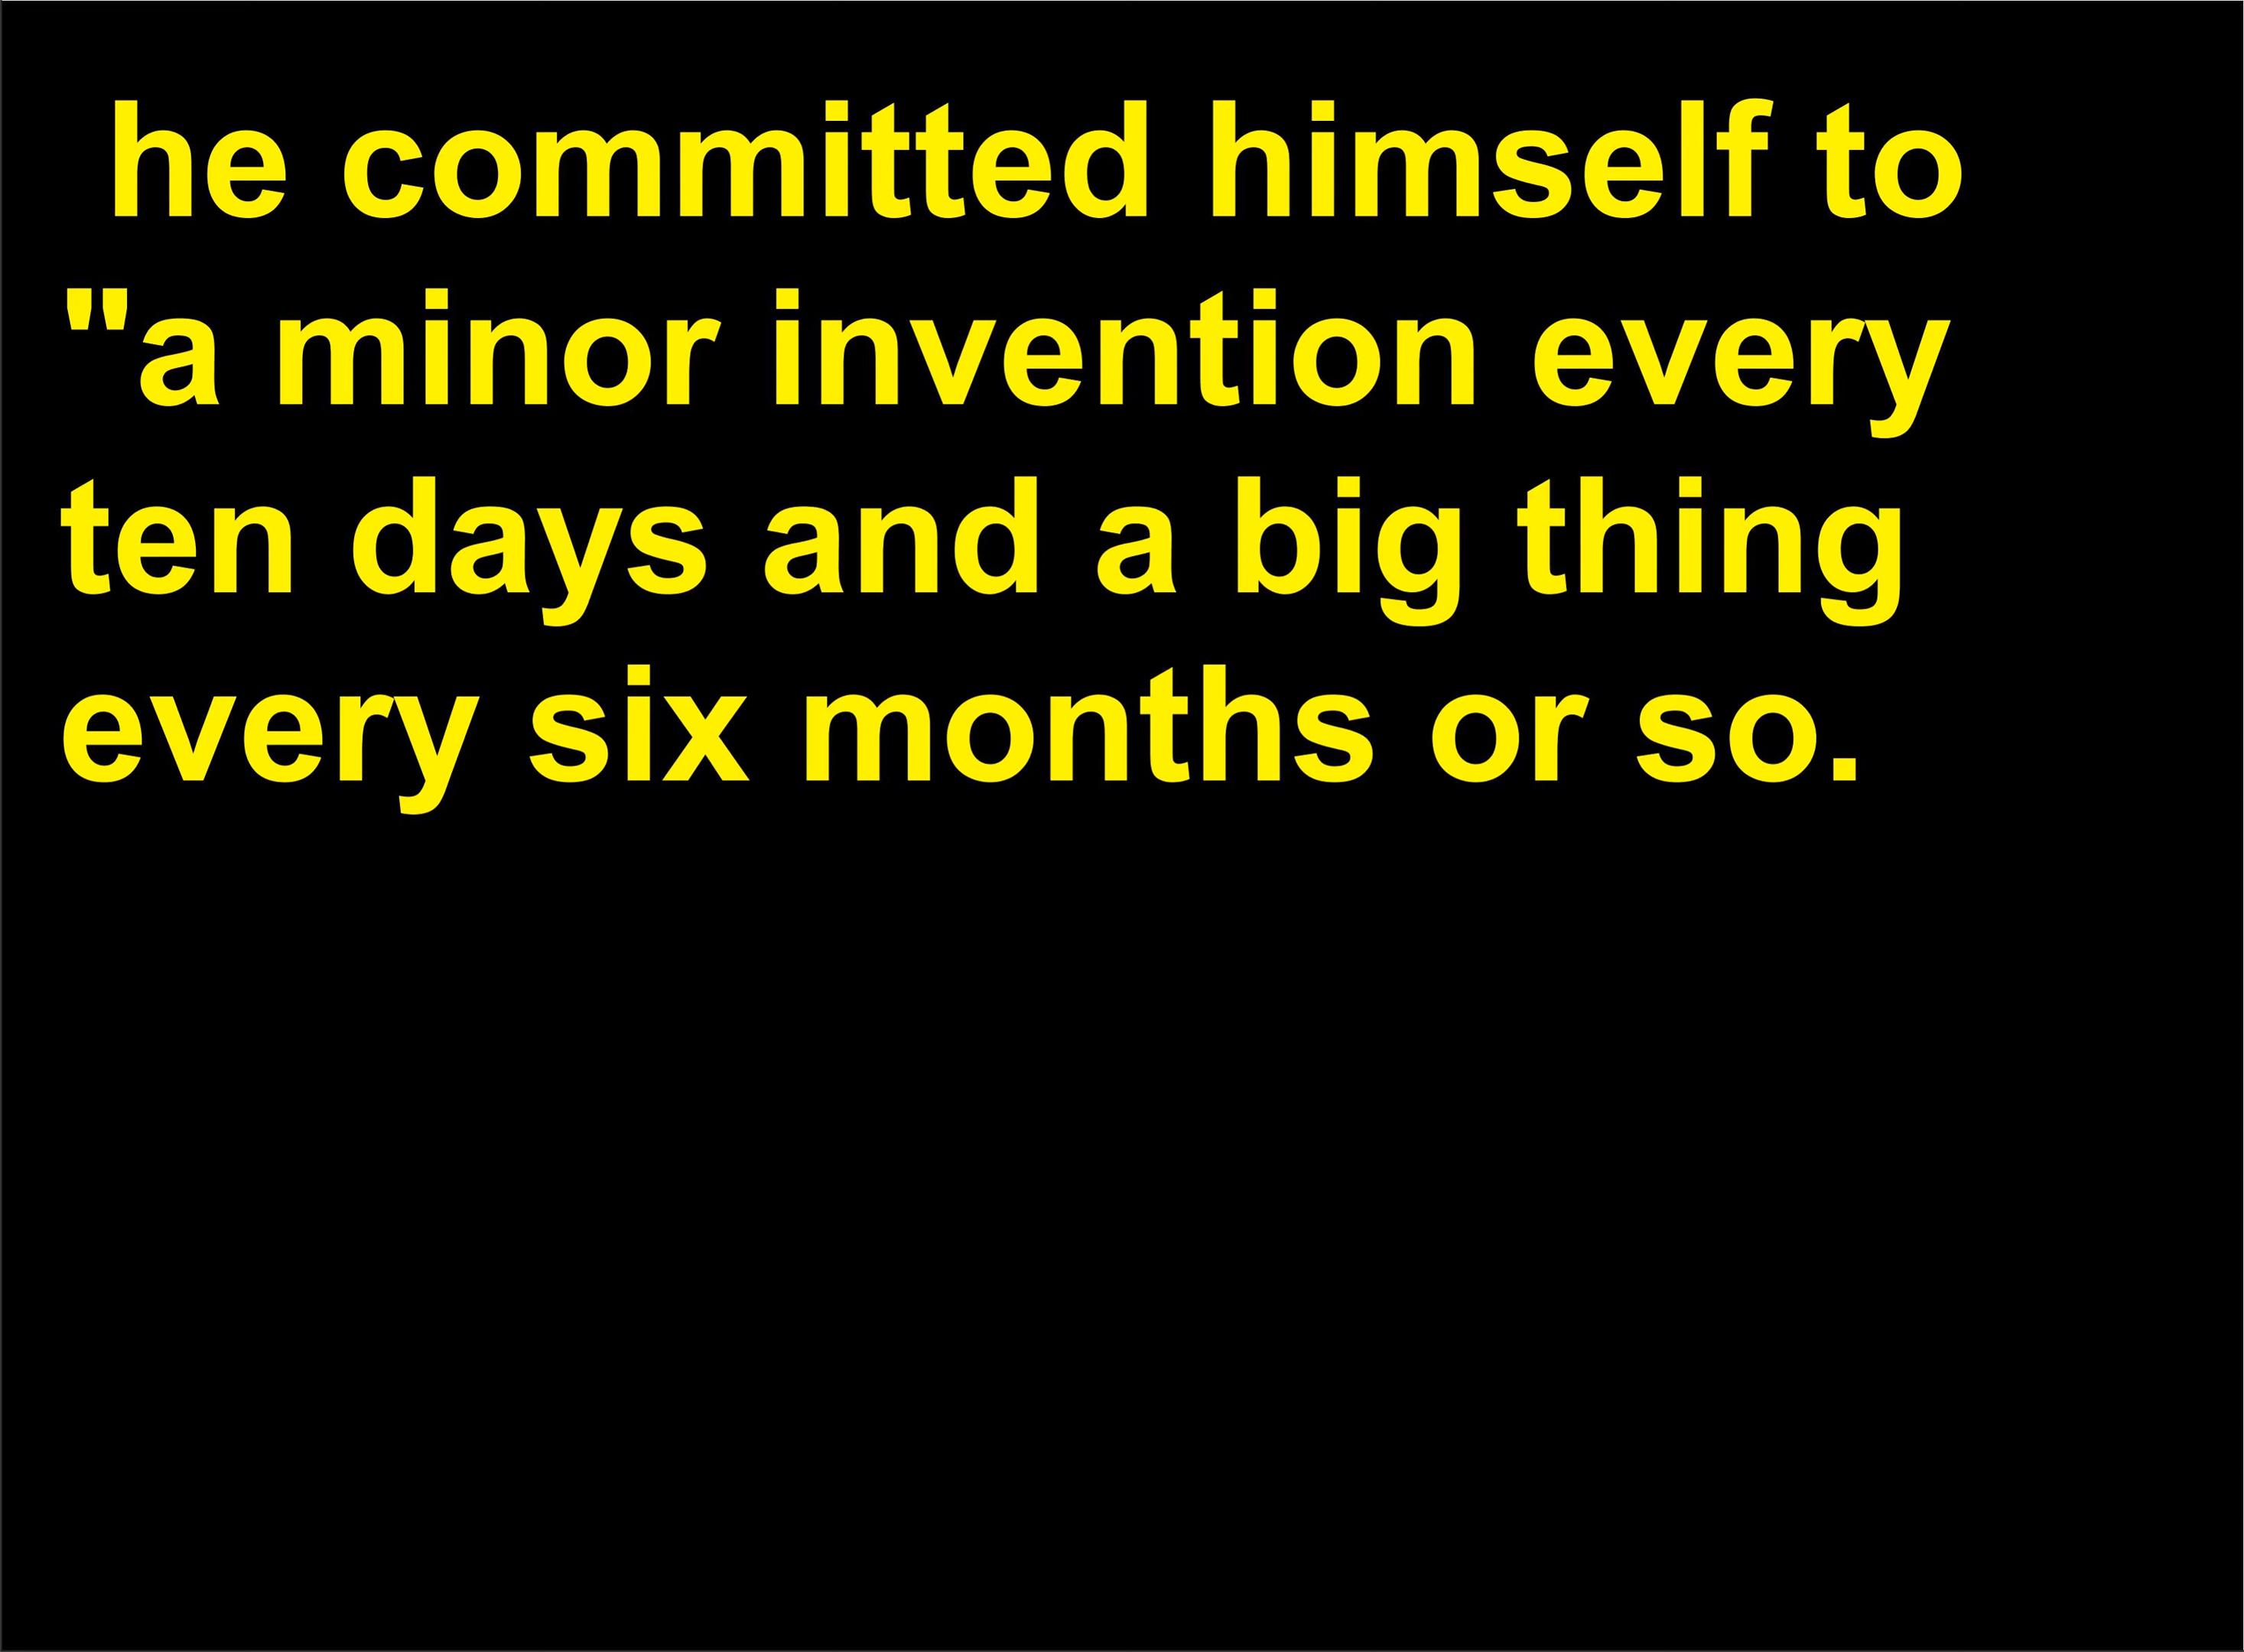 he committed himself to
"a minor invention every
ten days and a big thing
every six months or so.